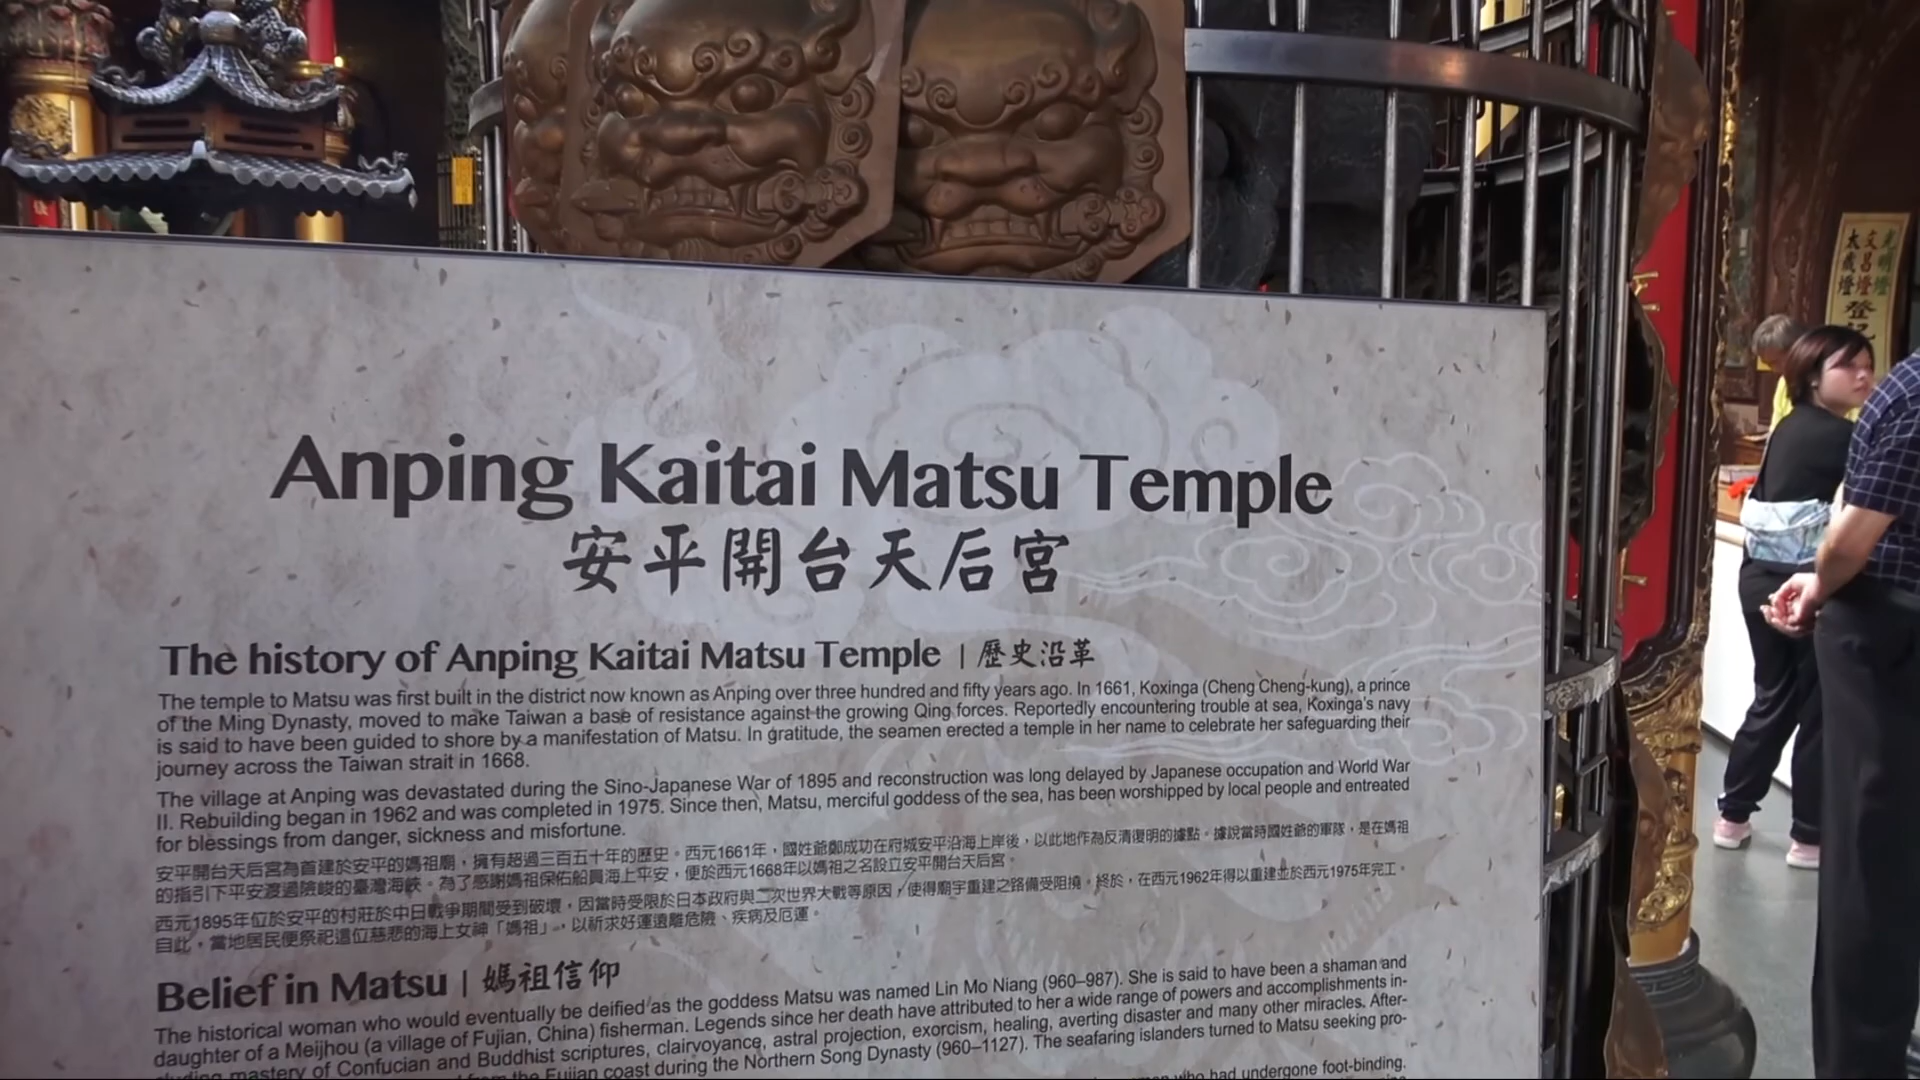 Anping Kaitai Matsu Temple
安平開台天后宮
The history of Anping Kaitai Matsu Temple | 歷史沿革
The temple to Matsu was first built in the district now known as Anping over three hundred and fifty years ago. In 1661, Koxinga (Cheng Cheng-kung), a prince
of the Ming Dynasty, moved to make Taiwan a base of resistance against the growing Qing forces. Reportedly encountering trouble at sea, Koxinga's navy
is said to have been guided to shore by a manifestation of Matsu. In gratitude, the seamen erected a temple in her name to celebrate her safeguarding their
journey across the Taiwan strait in 1668.
The village at Anping was devastated during the Sino-Japanese War of 1895 and reconstruction was long delayed by Japanese occupation and World War
II. Rebuilding began in 1962 and was completed in 1975. Since then, Matsu, merciful goddess of the sea, has been worshipped by local people and entreated
for blessings from danger, sickness and misfortune.
安平開台天后宮為首建於安平的媽祖廟，擁有超過三百五十年的歷史。西元1661年，國姓爺鄭成功在府城安平沿海上岸後，以此地作為反清復明的據點。據說當時國姓爺的軍隊，是在媽祖
的指引下平安渡過險峻的臺灣海峽。為了感謝媽祖保佑船員海上平安，便於西元1668年以媽祖之名設立安平開台天后宮。
西元1895年位於安平的村莊於中日戰爭期間受到破壞，因當時受限於日本政府與二次世界大戰等原因，使得廟宇重建之路備受阻撓。終於，在西元1962年得以重建並於西元1975年完工。
自此，當地居民便祭祀這位慈悲的海上女神「媽祖」，以祈求好運遠離危險、疾病及厄運。
Belief in Matsu | 媽祖信仰
The historical woman who would eventually be deified as the goddess Matsu was named Lin Mo Niang (960–987). She is said to have been a shaman and
daughter of a Meijhou (a village of Fujian, China) fisherman. Legends since her death have attributed to her a wide range of powers and accomplishments in-
cluding mastery of Confucian and Buddhist scriptures, clairvoyance, astral projection, exorcism, healing, averting disaster and many other miracles. After-
from the Fujian coast during the Northern Song Dynasty (960–1127). The seafaring islanders turned to Matsu seeking pro-
who had undergone foot-binding.
光明燈
文昌燈
太歲燈
登記